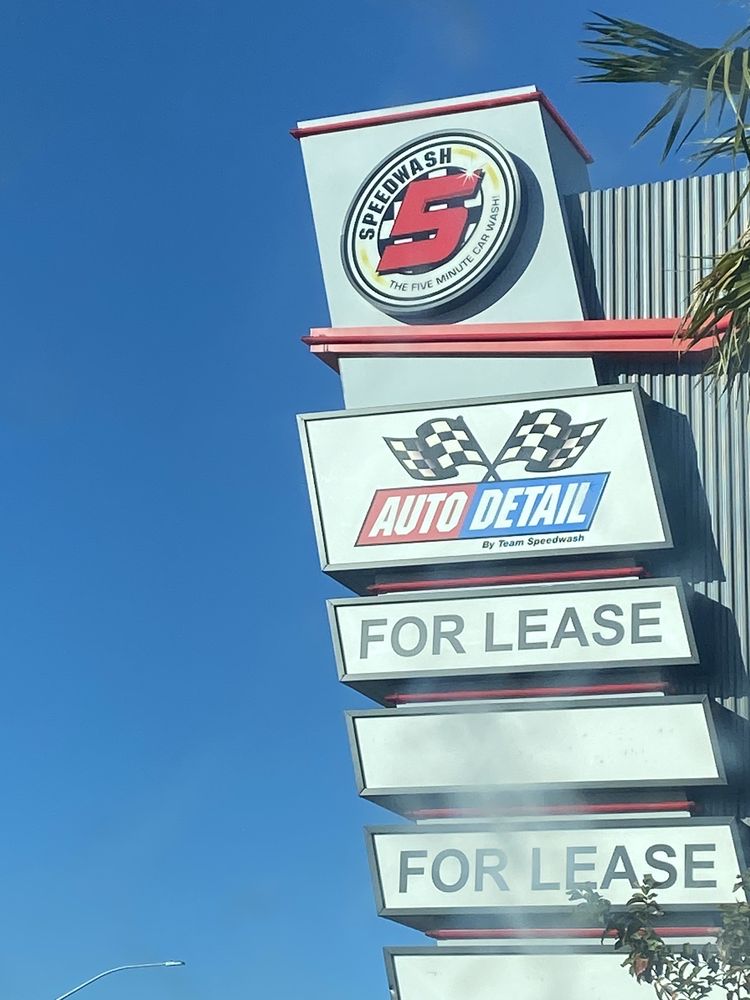 SPEEDWASH
5
THE FIVE MINUTE CAR WASH!
AUTO DETAIL
By Team Speedwash
FOR LEASE
FOR LEASE